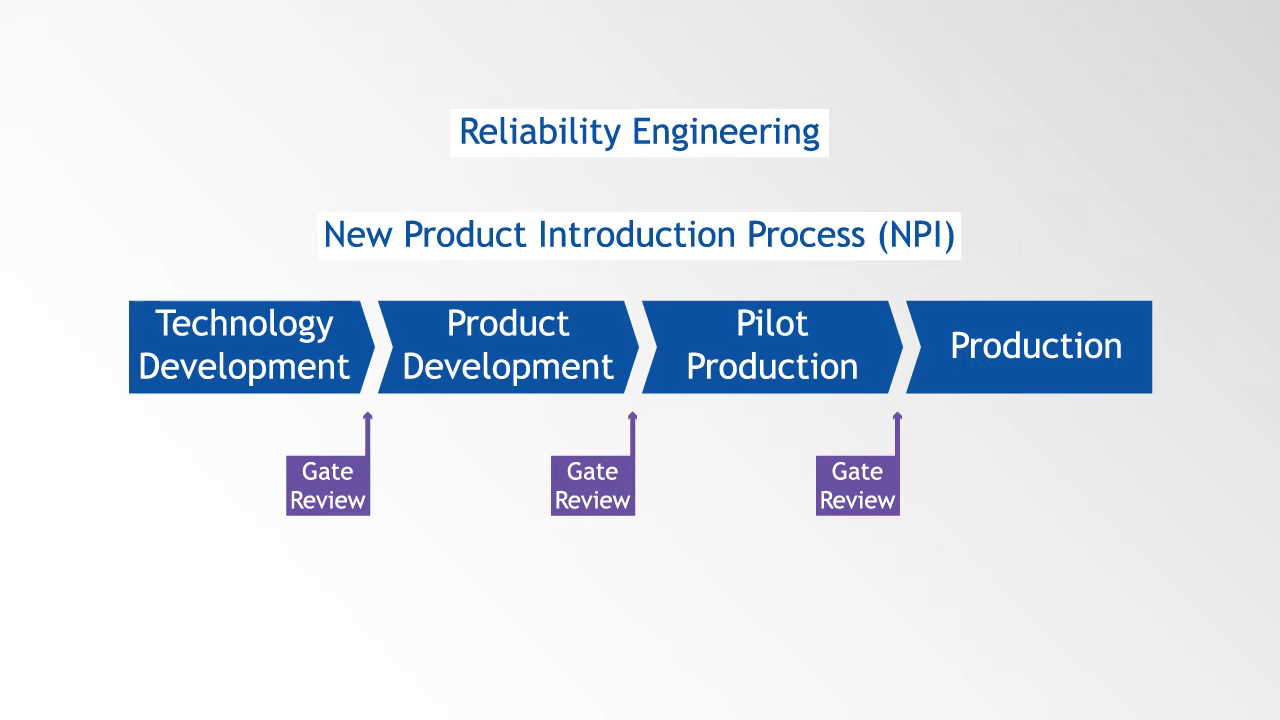 Reliability Engineering
New Product Introduction Process (NPI)
Technology
Development
Product
Development
Pilot
Production
Production
Gate
Review
Gate
Review
Gate
Review